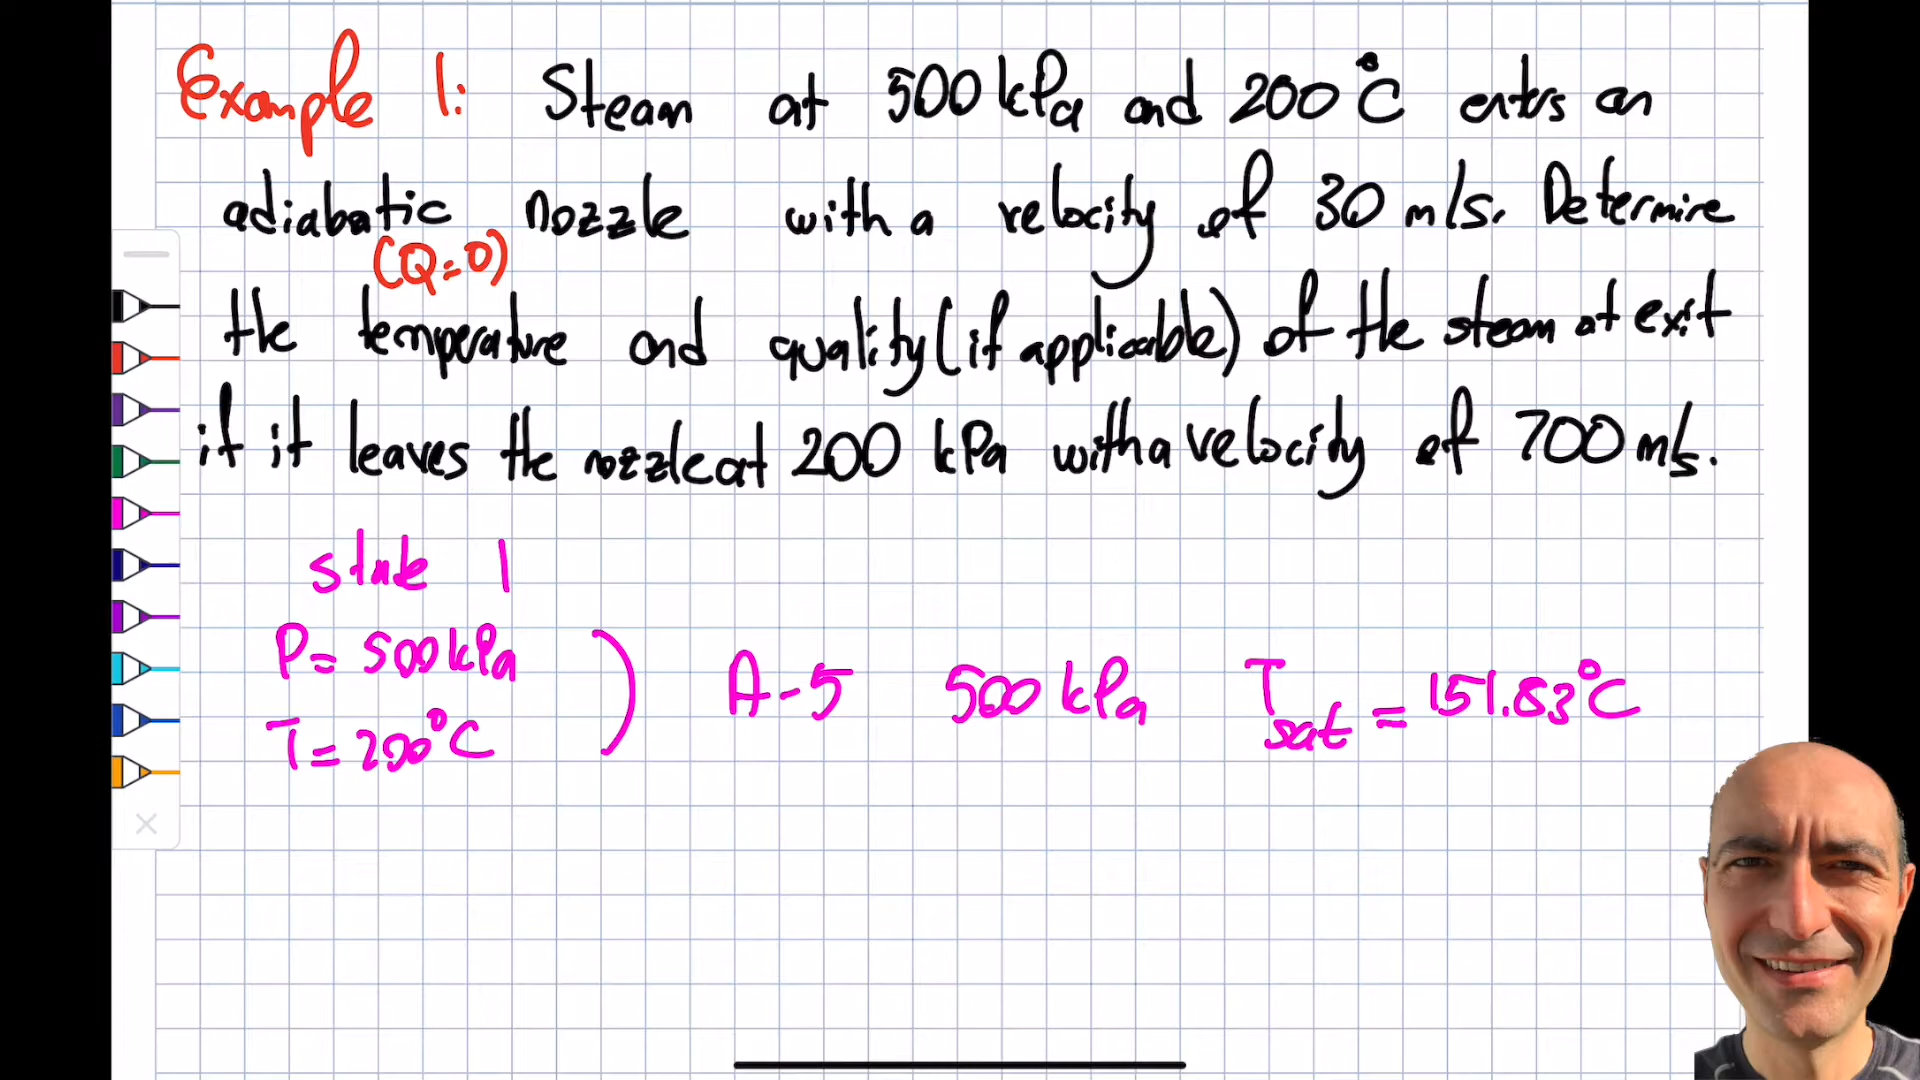 Example 1: Steam at 500 kPa and 200°C enters an
adiabatic nozzle with a velocity of 30 m/s. Determine
(Q=0)
the temperature and quality (if applicable) of the steam at exit
if it leaves the nozzle at 200 kPa with a velocity of 700 m/s.
state 1
P= 500 kPa
T= 200°C
) A-5 500 kPa Tsat = 151.83°C